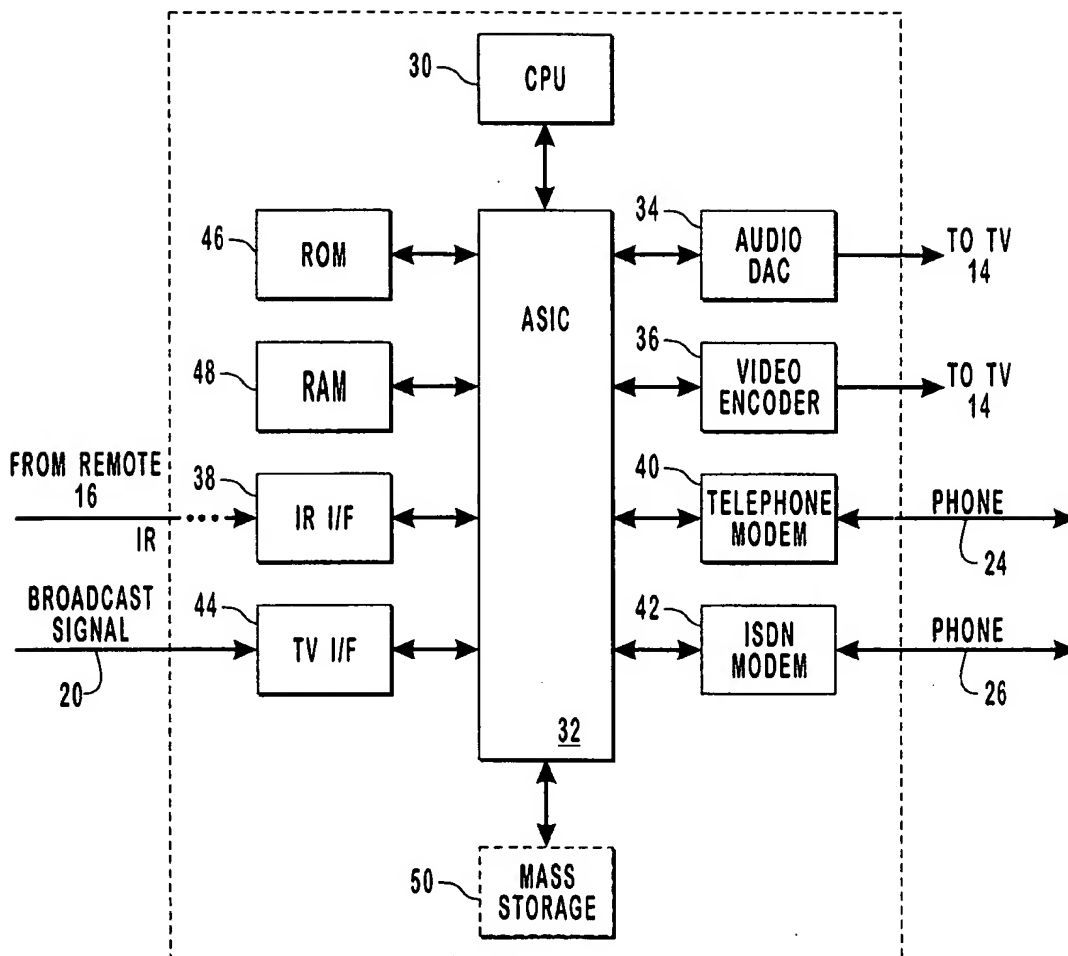 30
CPU
46
ROM
ASIC
34
AUDIO
DAC
TO TV
14
48
RAM
36
VIDEO
ENCODER
TO TV
14
FROM REMOTE
16
IR
38
IR I/F
40
TELEPHONE
MODEM
PHONE
24
BROADCAST
SIGNAL
20
44
TV I/F
42
ISDN
MODEM
PHONE
26
32
50
MASS
STORAGE